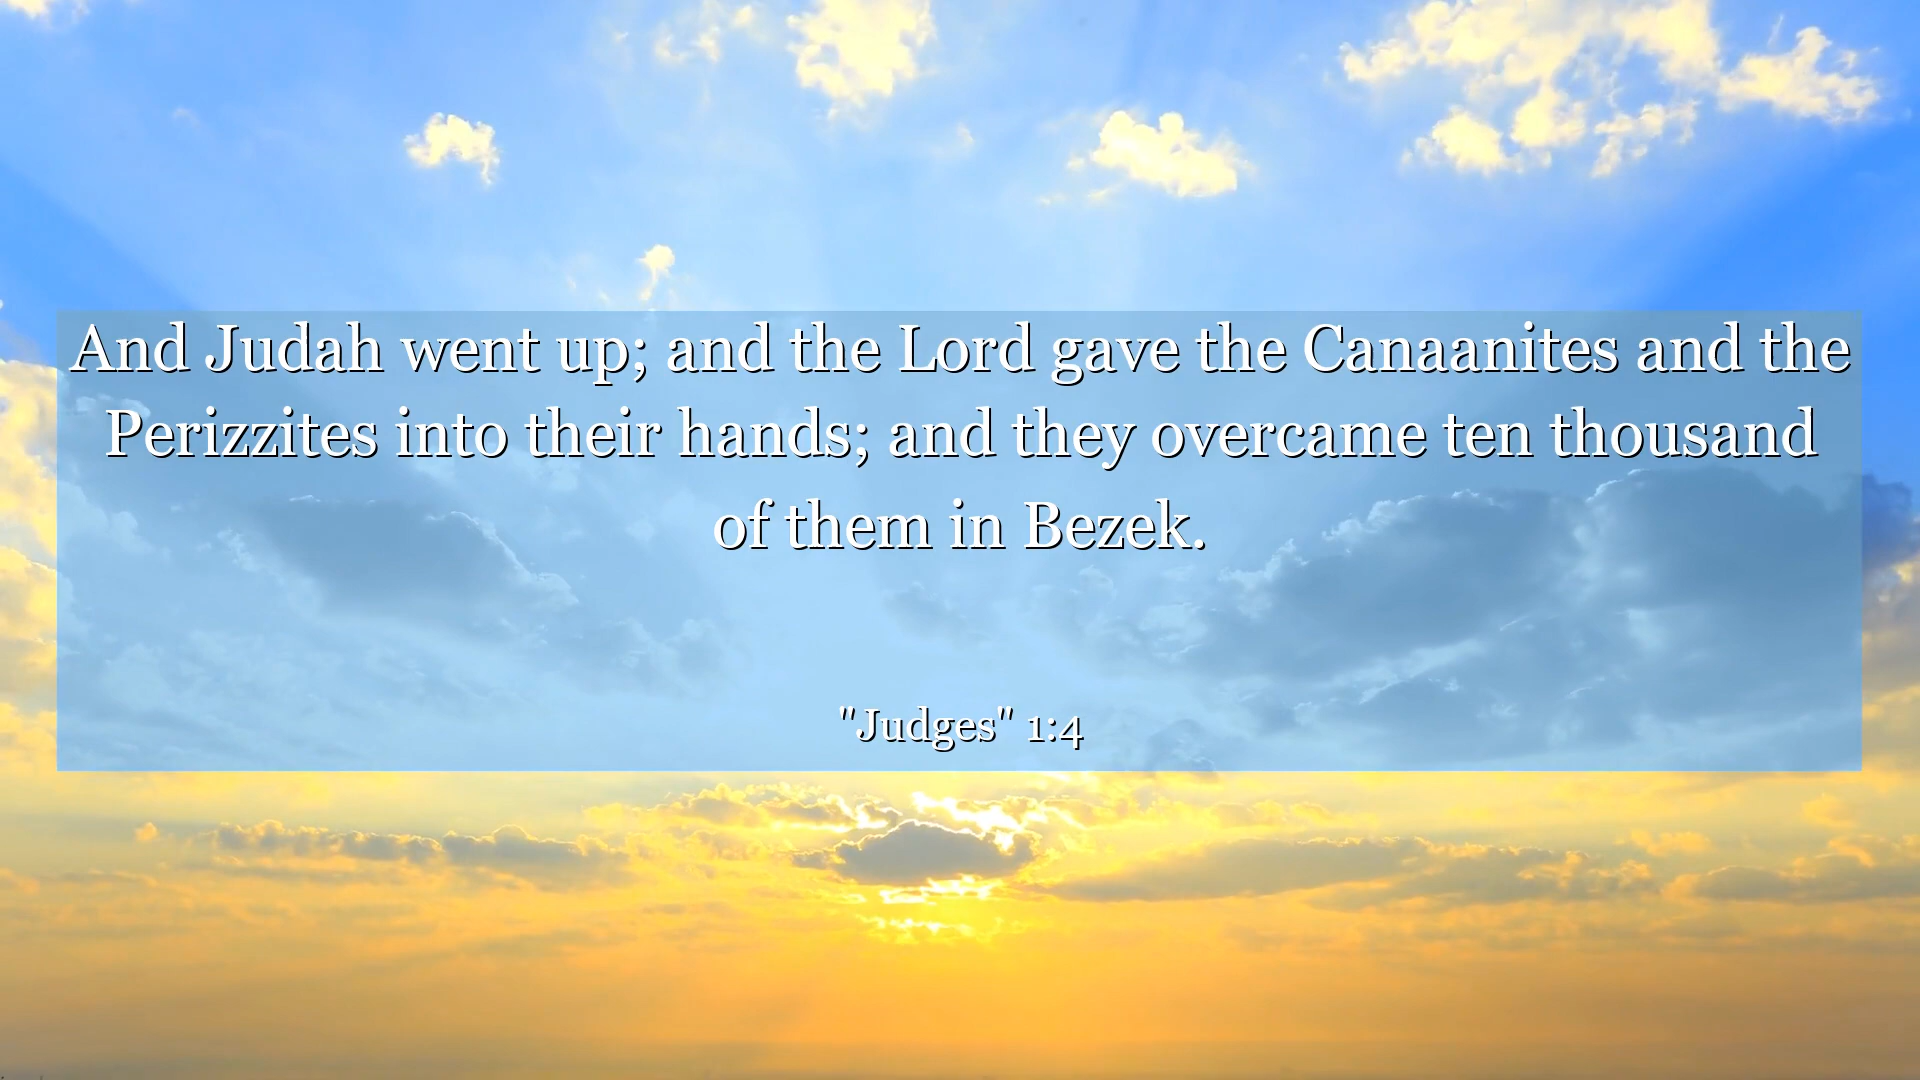 And Judah went up; and the Lord gave the Canaanites and the
Perizzites into their hands; and they overcame ten thousand
of them in Bezek.
"Judges" 1:4